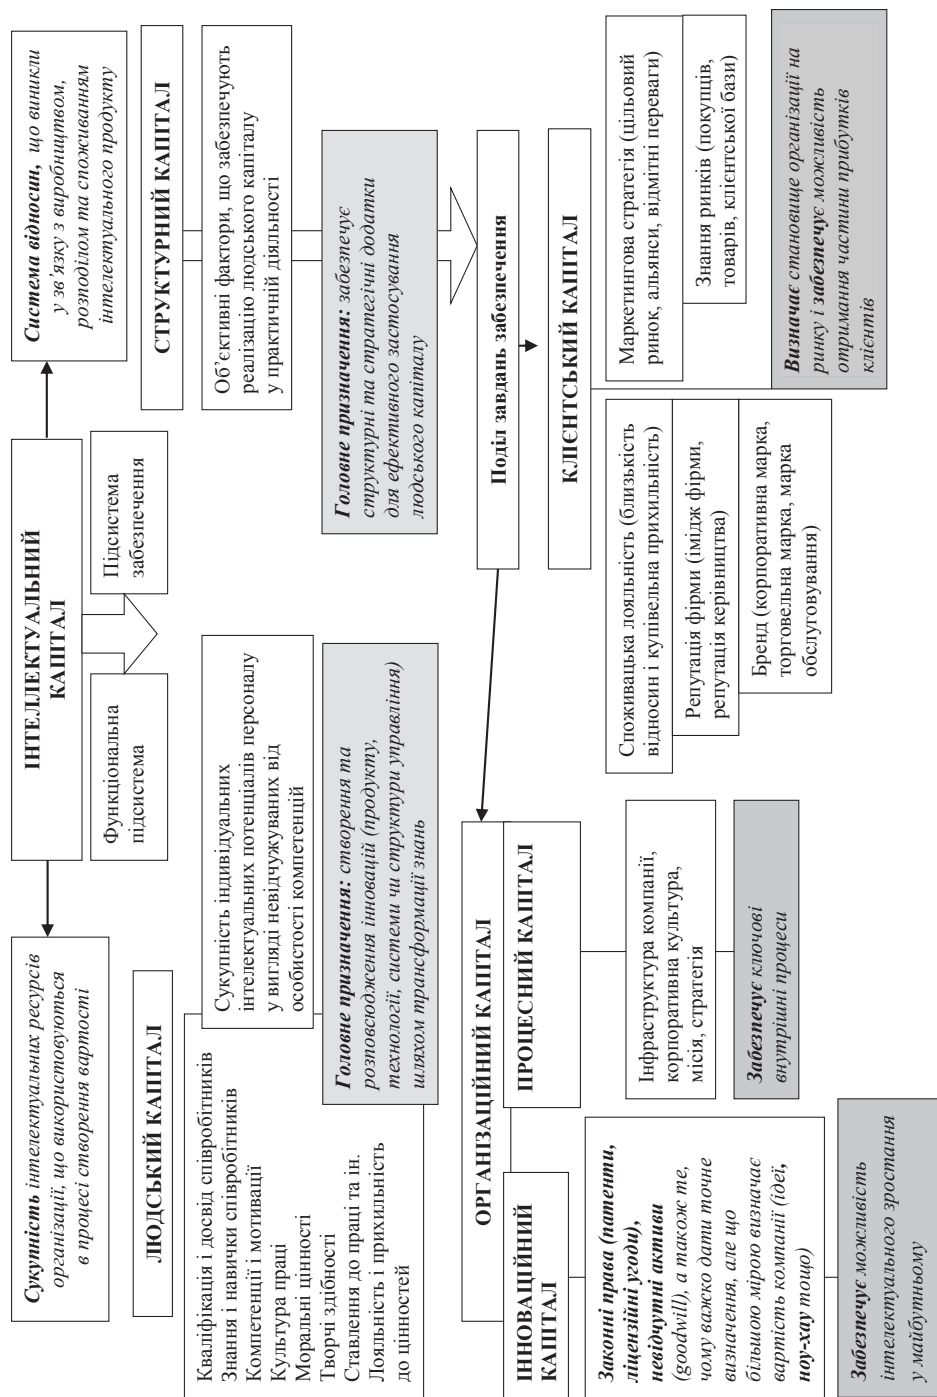 ІНТЕЛЛЕКТУАЛЬНИЙ
КАПІТАЛ
Сукупність інтелектуальних ресурсів
організації, що використовуються
в процесі створення вартості
Система відносин, що виникли
у зв’язку з виробництвом,
розподілом та споживанням
інтелектуального продукту
Функціональна
підсистема
Підсистема
забезпечення
ЛЮДСЬКИЙ КАПІТАЛ
Кваліфікація і досвід співробітників
Знання і навички співробітників
Компетенції і мотивації
Культура праці
Моральні цінності
Творчі здібності
Ставлення до праці та ін.
Лояльність і прихильність
до цінностей
Сукупність індивідуальних
інтелектуальних потенціалів персоналу
у вигляді невідчужуваних від
особистості компетенцій
Головне призначення: створення та
розповсюдження інновацій (продукту,
технології, системи чи структури управління)
шляхом трансформації знань
СТРУКТУРНИЙ КАПІТАЛ
Об’єктивні фактори, що забезпечують
реалізацію людського капіталу
у практичній діяльності
Головне призначення: забезпечує
структурні та стратегічні додатки
для ефективного застосування
людського капіталу
Поділ завдань забезпечення
ОРГАНІЗАЦІЙНИЙ КАПІТАЛ
ІННОВАЦІЙНИЙ
КАПІТАЛ
Законні права (патенти,
ліцензійні угоди),
невідчутні активи
(goodwill), а також те,
чому важко дати точне
визначення, але що
більшою мірою визначає
вартість компанії (ідеї,
ноу-хау тощо)
Забезпечує можливість
інтелектуального зростання
у майбутньому
ПРОЦЕСНИЙ КАПІТАЛ
Інфраструктура компанії,
корпоративна культура,
місія, стратегія
Забезпечує ключові
внутрішні процеси
КЛІЄНТСЬКИЙ КАПІТАЛ
Споживацька лояльність (близькість
відносин і купівельна прихильність)
Репутація фірми (імідж фірми,
репутація керівництва)
Бренд (корпоративна марка,
торговельна марка, марка
обслуговування)
Маркетингова стратегія (цільовий
ринок, альянси, відмітні переваги)
Знання ринків (покупців,
товарів, клієнтської бази)
Визначає становище організації на
ринку і забезпечує можливість
отримання частини прибутків
клієнтів